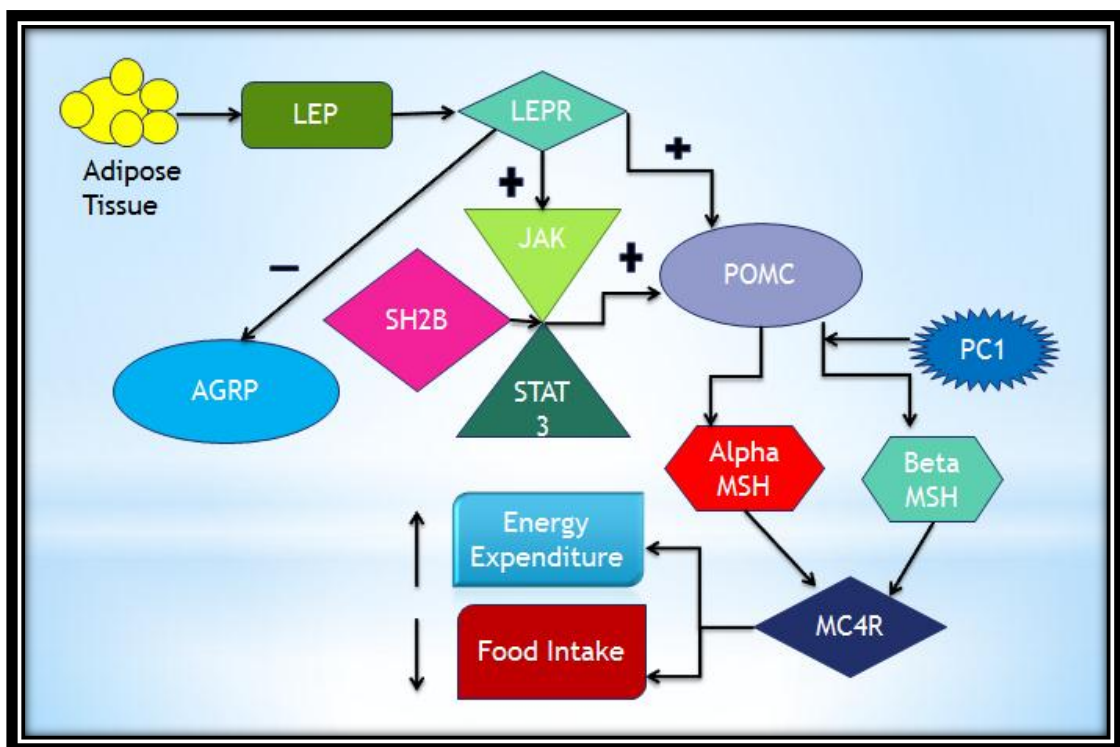 LEP
LEPR
Adipose
Tissue
+
+
JAK
−
+
POMC
SH2B
PC1
AGRP
STAT
3
Alpha
MSH
Beta
MSH
Energy
Expenditure
MC4R
Food Intake